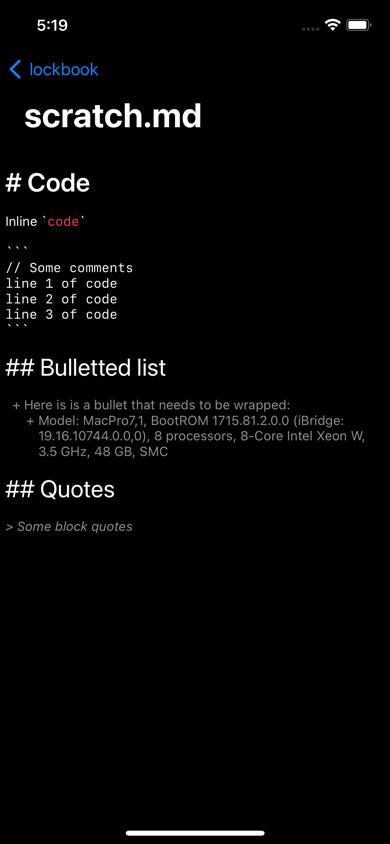 5:19
lockbook
scratch.md
# Code
Inline `code`
```
// Some comments
line 1 of code
line 2 of code
line 3 of code
```
## Bulletted list
+ Here is is a bullet that needs to be wrapped:
+ Model: MacPro7,1, BootROM 1715.81.2.0.0 (iBridge:
19.16.10744.0.0,0), 8 processors, 8-Core Intel Xeon W,
3.5 GHz, 48 GB, SMC
## Quotes
> Some block quotes